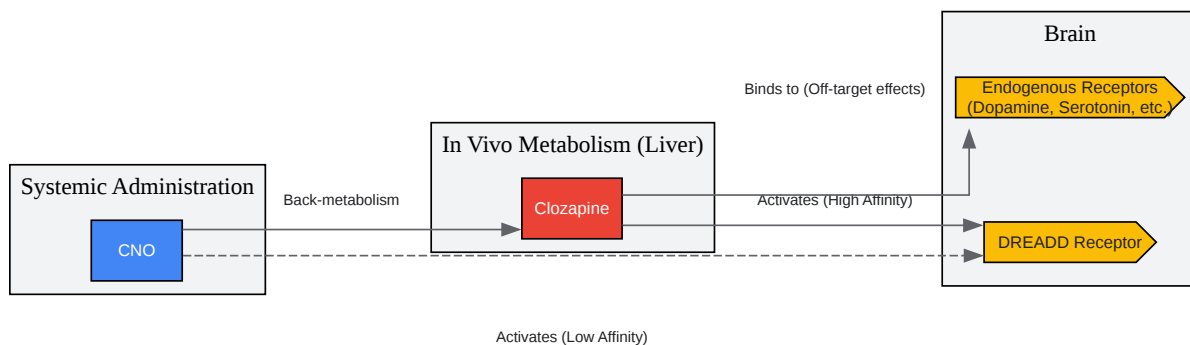 Brain
Binds to (Off-target effects)
Endogenous Receptors
(Dopamine, Serotonin, etc.)
In Vivo Metabolism (Liver)
Systemic Administration
Back-metabolism
Clozapine
Activates (High Affinity)
CNO
DREADD Receptor
Activates (Low Affinity)